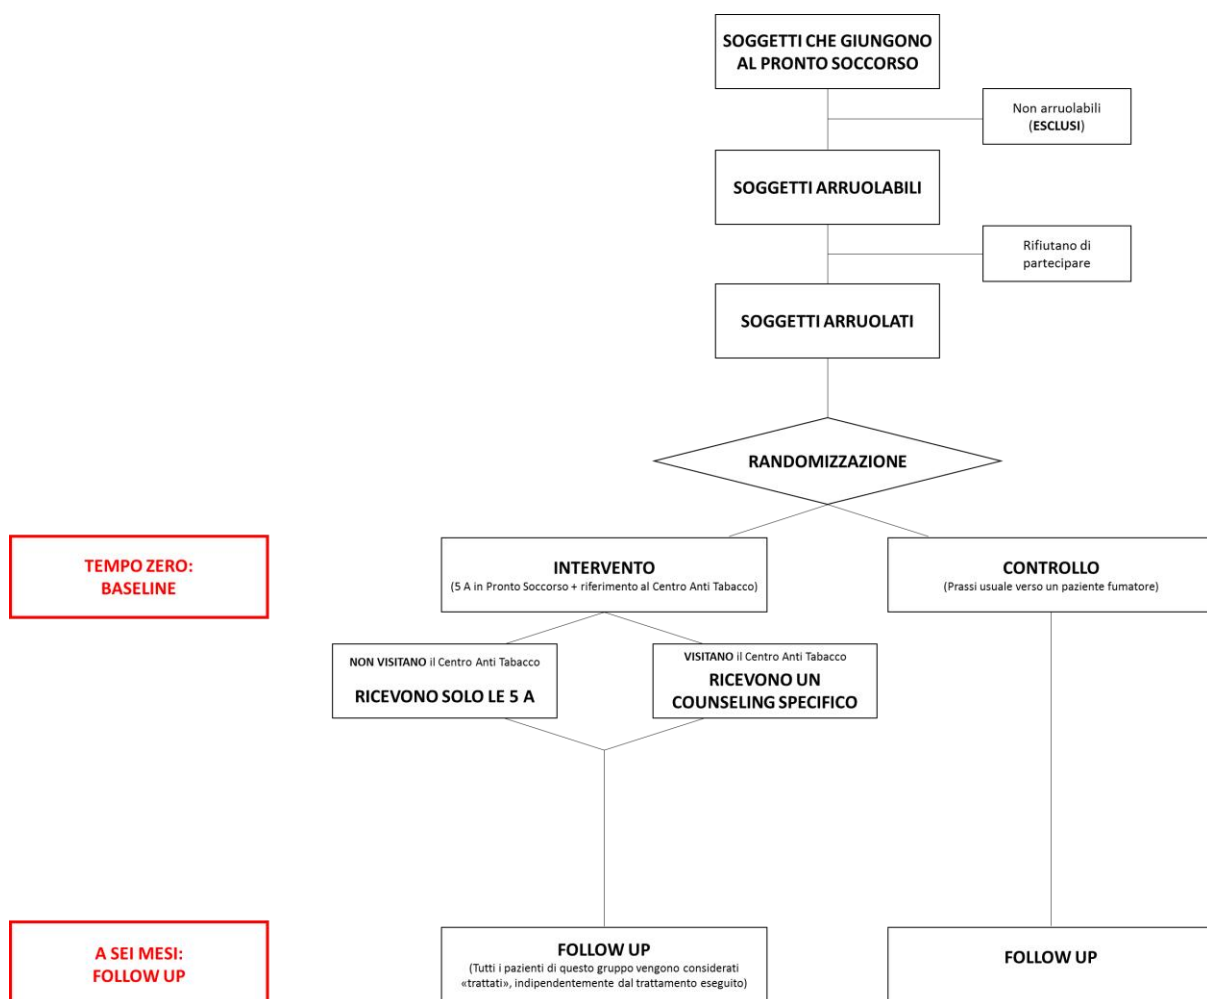 SOGGETTI CHE GIUNGONO
AL PRONTO SOCCORSO
Non arruolabili
(ESCLUSI)
SOGGETTI ARRUOLABILI
Rifiutano di
partecipare
SOGGETTI ARRUOLATI
RANDOMIZZAZIONE
TEMPO ZERO:
BASELINE
INTERVENTO
(5 A in Pronto Soccorso + riferimento al Centro Anti Tabacco)
CONTROLLO
(Prassi usuale verso un paziente fumatore)
NON VISITANO il Centro Anti Tabacco
RICEVONO SOLO LE 5 A
VISITANO il Centro Anti Tabacco
RICEVONO UN
COUNSELING SPECIFICO
A SEI MESI:
FOLLOW UP
FOLLOW UP
(Tutti i pazienti di questo gruppo vengono considerati
«trattati», indipendentemente dal trattamento eseguito)
FOLLOW UP